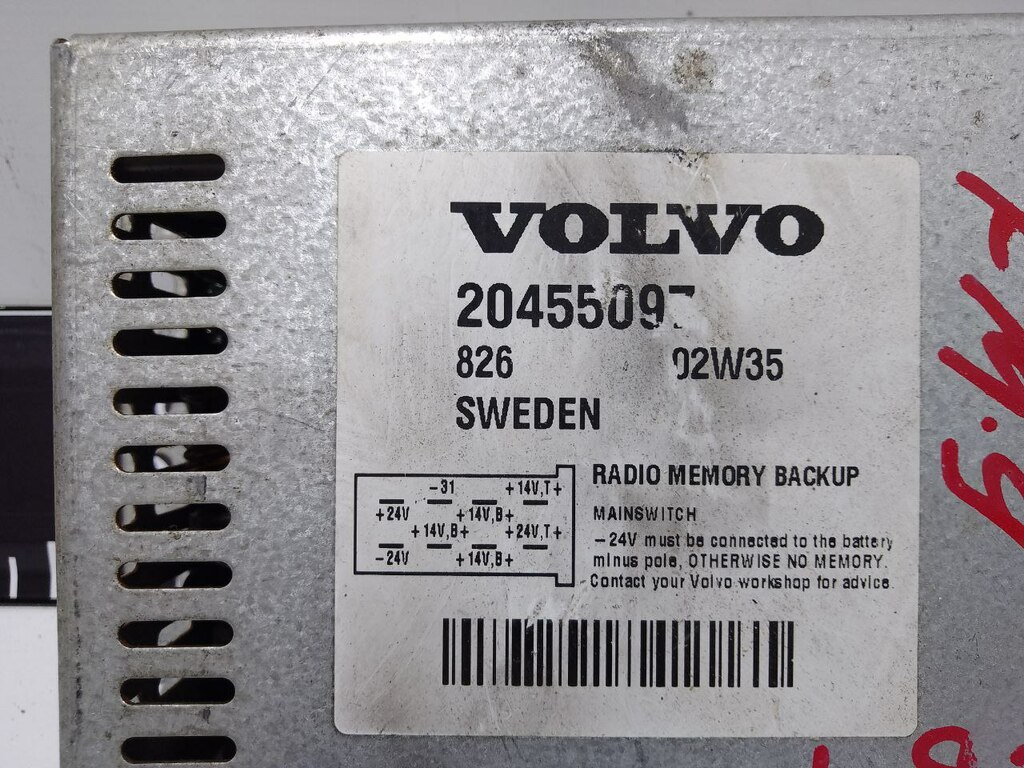 VOLVO
20455097
826 02W35
SWEDEN
-31 +14V,T+
+24V +14V,B+
+14V,B+ +24V,T+
-24V +14V,B+
RADIO MEMORY BACKUP
MAINSWITCH
-24V must be connected to the battery
minus pole, OTHERWISE NO MEMORY.
Contact your Volvo workshop for advice.